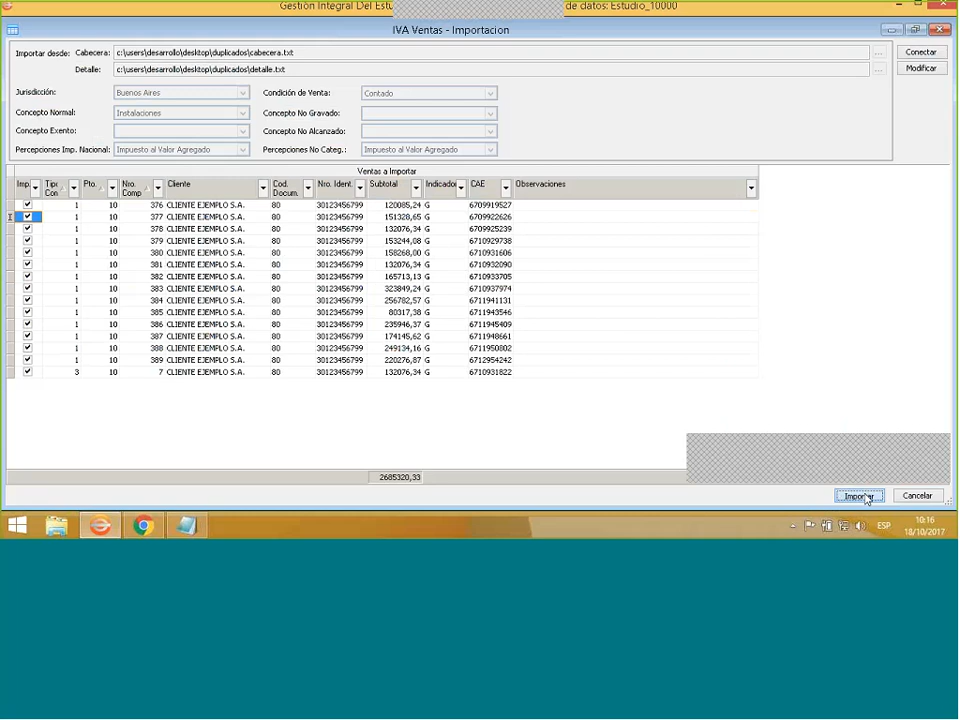 Gestión Integral Del Estu
de datos: Estudio_10000
IVA Ventas - Importacion
Importar desde: Cabecera: c:\users\desarrollo\desktop\duplicados\cabecera.txt ... Conectar
Detalle: c:\users\desarrollo\desktop\duplicados\detalle.txt ... Modificar
Jurisdicción: Buenos Aires Condición de Venta: Contado
Concepto Normal: Instalaciones Concepto No Gravado:
Concepto Exento: Concepto No Alcanzado:
Percepciones Imp. Nacional: Impuesto al Valor Agregado Percepciones No Categ.: Impuesto al Valor Agregado
Ventas a Importar
Imp. Tipo Con Pto. Nro. Comp Cliente Cod. Docum. Nro. Ident. Subtotal Indicado CAE Observaciones
1 10 376 CLIENTE EJEMPLO S.A. 80 30123456799 120085,24 G 6709919527
1 10 377 CLIENTE EJEMPLO S.A. 80 30123456799 151328,65 G 6709922626
1 10 378 CLIENTE EJEMPLO S.A. 80 30123456799 132076,34 G 6709925239
1 10 379 CLIENTE EJEMPLO S.A. 80 30123456799 153244,08 G 6710929738
1 10 380 CLIENTE EJEMPLO S.A. 80 30123456799 158268,00 G 6710931606
1 10 381 CLIENTE EJEMPLO S.A. 80 30123456799 132076,34 G 6710932090
1 10 382 CLIENTE EJEMPLO S.A. 80 30123456799 165713,13 G 6710933705
1 10 383 CLIENTE EJEMPLO S.A. 80 30123456799 323849,24 G 6710937974
1 10 384 CLIENTE EJEMPLO S.A. 80 30123456799 256782,57 G 6711941131
1 10 385 CLIENTE EJEMPLO S.A. 80 30123456799 80317,38 G 6711943546
1 10 386 CLIENTE EJEMPLO S.A. 80 30123456799 235946,37 G 6711945409
1 10 387 CLIENTE EJEMPLO S.A. 80 30123456799 174145,62 G 6711948661
1 10 388 CLIENTE EJEMPLO S.A. 80 30123456799 249134,16 G 6711950802
1 10 389 CLIENTE EJEMPLO S.A. 80 30123456799 220276,87 G 6712954242
3 10 7 CLIENTE EJEMPLO S.A. 80 30123456799 132076,34 G 6710931822
2685320,33
Importar Cancelar
ESP 10:16
18/10/2017